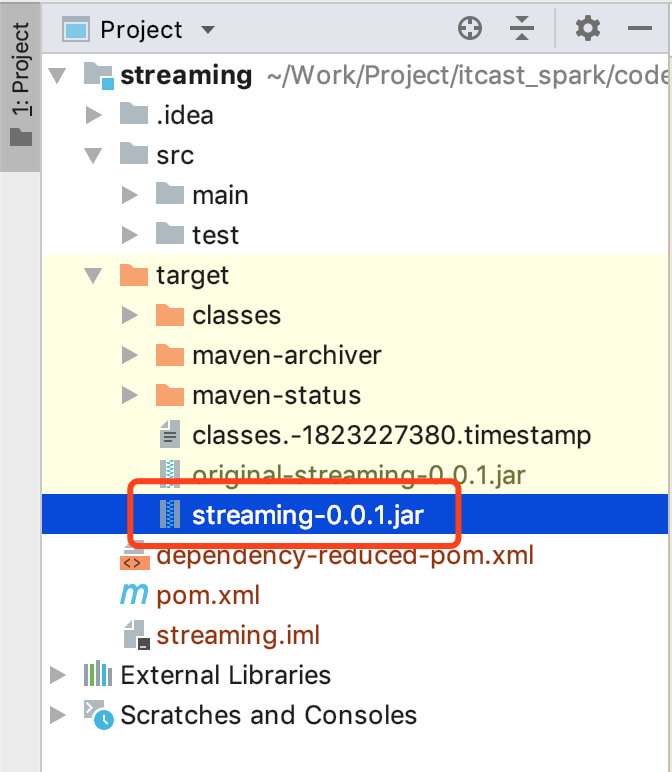 1: Project
Project
streaming ~/Work/Project/itcast_spark/code
.idea
src
main
test
target
classes
maven-archiver
maven-status
classes.-1823227380.timestamp
original-streaming-0.0.1.jar
streaming-0.0.1.jar
dependency-reduced-pom.xml
pom.xml
streaming.iml
External Libraries
Scratches and Consoles